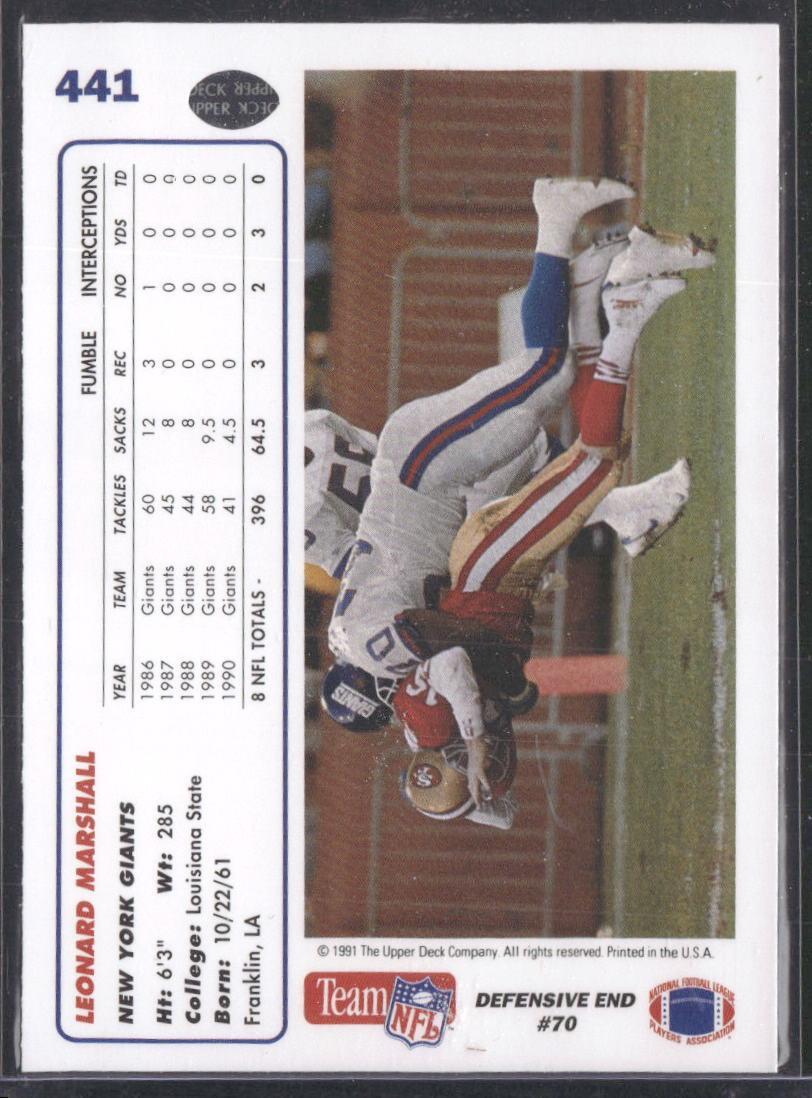 441
UPPER DECK
LEONARD MARSHALL
NEW YORK GIANTS
Ht: 6'3" Wt: 285
College: Louisiana State
Born: 10/22/61
Franklin, LA
FUMBLE INTERCEPTIONS
YEAR TEAM TACKLES SACKS REC NO YDS TD
1986 Giants 60 12 3 1 0 0
1987 Giants 45 8 0 0 0 0
1988 Giants 44 8 0 0 0 0
1989 Giants 58 9.5 0 0 0 0
1990 Giants 41 4.5 0 0 0 0
8 NFL TOTALS - 396 64.5 3 2 3 0
GIANTS
70
SF
© 1991 The Upper Deck Company. All rights reserved. Printed in the U.S.A.
Team NFL
DEFENSIVE END
#70
NATIONAL FOOTBALL LEAGUE
PLAYERS ASSOCIATION